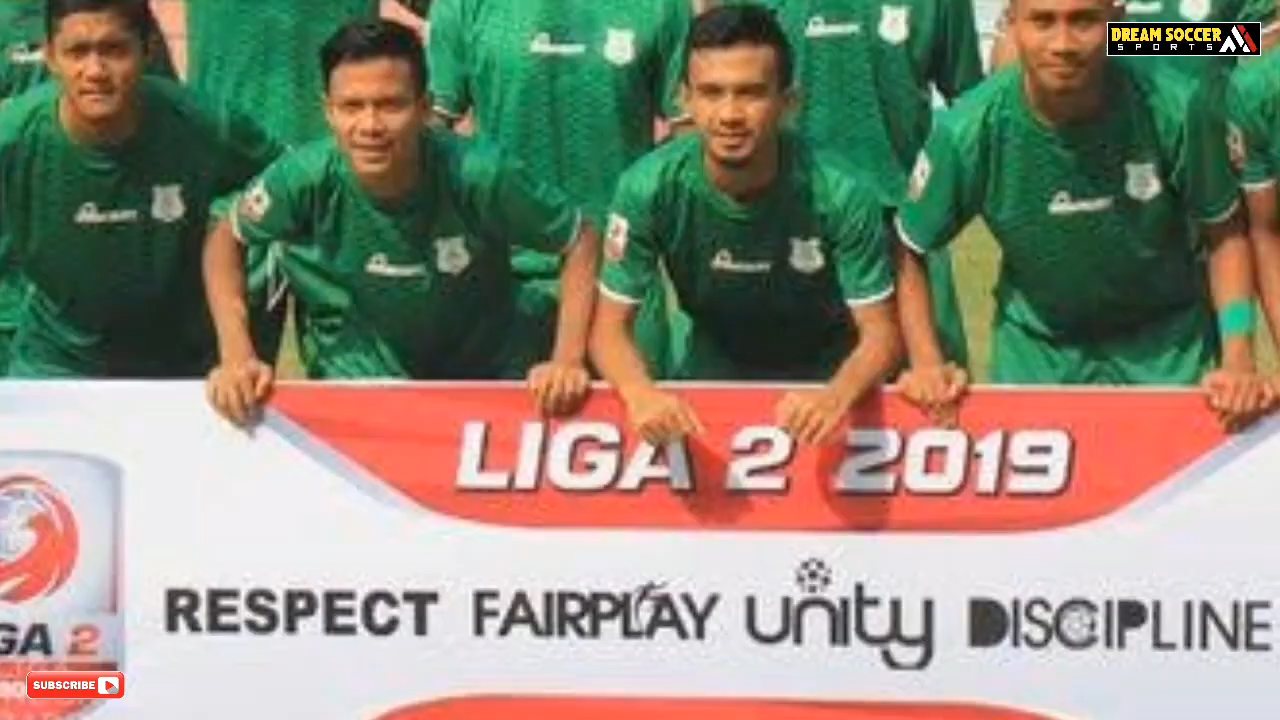 DREAM SOCCER
SPORTS
LIGA 2 2019
RESPECT FAIRPLAY unity DISCIPLINE
GA 2
SUBSCRIBE